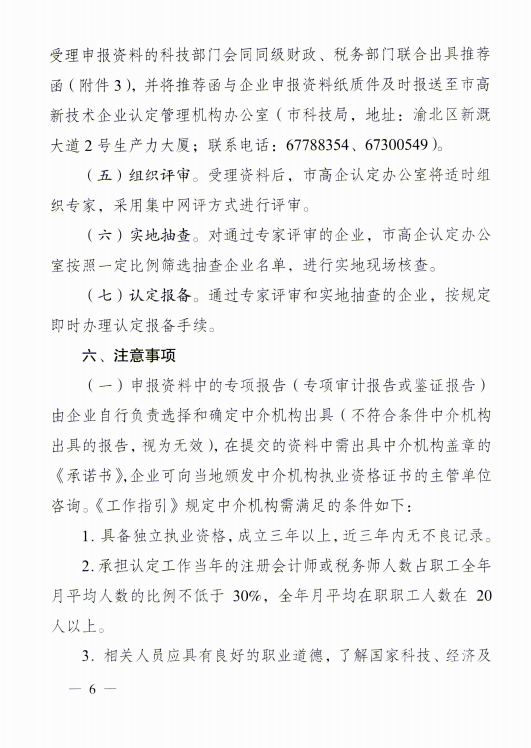 受理申报资料的科技部门会同同级财政、税务部门联合出具推荐
函（附件 3），并将推荐函与企业申报资料纸质件及时报送至市高
新技术企业认定管理机构办公室（市科技局，地址：渝北区新溉
大道 2 号生产力大厦；联系电话：67788354、67300549）。
（五）组织评审。受理资料后，市高企认定办公室将适时组
织专家，采用集中网评方式进行评审。
（六）实地抽查。对通过专家评审的企业，市高企认定办公
室按照一定比例筛选抽查企业名单，进行实地现场核查。
（七）认定报备。通过专家评审和实地抽查的企业，按规定
即时办理认定报备手续。
六、注意事项
（一）申报资料中的专项报告（专项审计报告或鉴证报告）
由企业自行负责选择和确定中介机构出具（不符合条件中介机构
出具的报告，视为无效），在提交的资料中需出具中介机构盖章的
《承诺书》，企业可向当地颁发中介机构执业资格证书的主管单位
咨询。《工作指引》规定中介机构需满足的条件如下：
1. 具备独立执业资格，成立三年以上，近三年内无不良记录。
2. 承担认定工作当年的注册会计师或税务师人数占职工全年
月平均人数的比例不低于 30%，全年月平均在职职工人数在 20
人以上。
3. 相关人员应具有良好的职业道德，了解国家科技、经济及
— 6 —